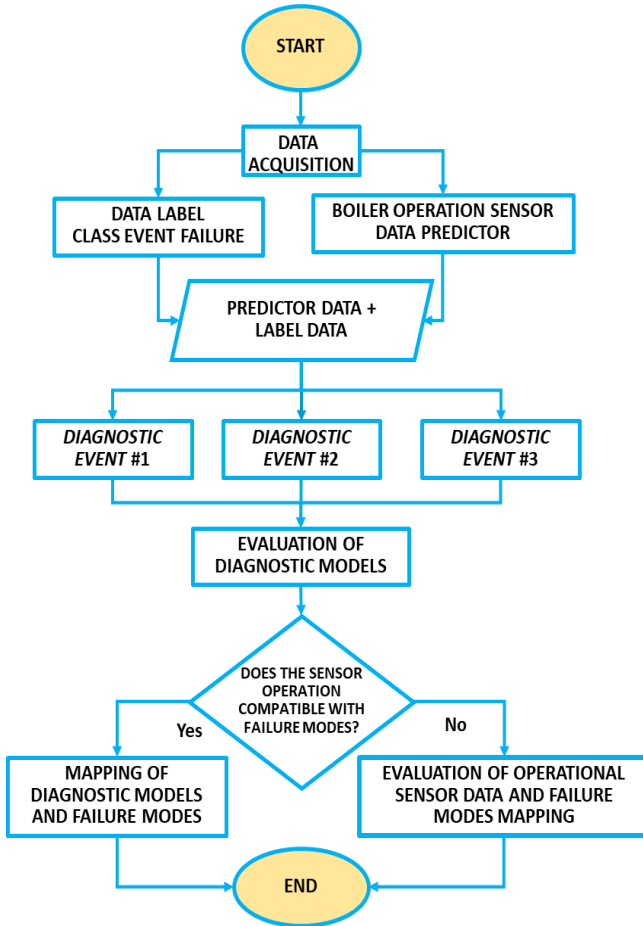 START
DATA
ACQUISITION
DATA LABEL
CLASS EVENT FAILURE
BOILER OPERATION SENSOR
DATA PREDICTOR
PREDICTOR DATA +
LABEL DATA
DIAGNOSTIC
EVENT #1
DIAGNOSTIC
EVENT #2
DIAGNOSTIC
EVENT #3
EVALUATION OF
DIAGNOSTIC MODELS
DOES THE SENSOR
OPERATION
COMPATIBLE WITH
FAILURE MODES?
Yes
No
MAPPING OF
DIAGNOSTIC MODELS
AND FAILURE MODES
EVALUATION OF OPERATIONAL
SENSOR DATA AND FAILURE
MODES MAPPING
END